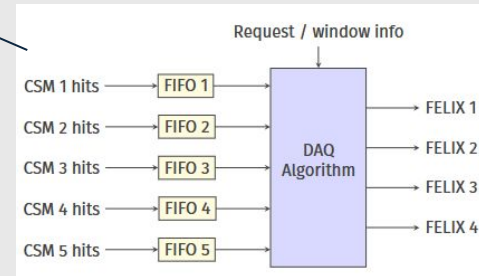 Request / window info
CSM 1 hits
FIFO 1
CSM 2 hits
FIFO 2
CSM 3 hits
FIFO 3
CSM 4 hits
FIFO 4
CSM 5 hits
FIFO 5
DAQ
Algorithm
FELIX 1
FELIX 2
FELIX 3
FELIX 4